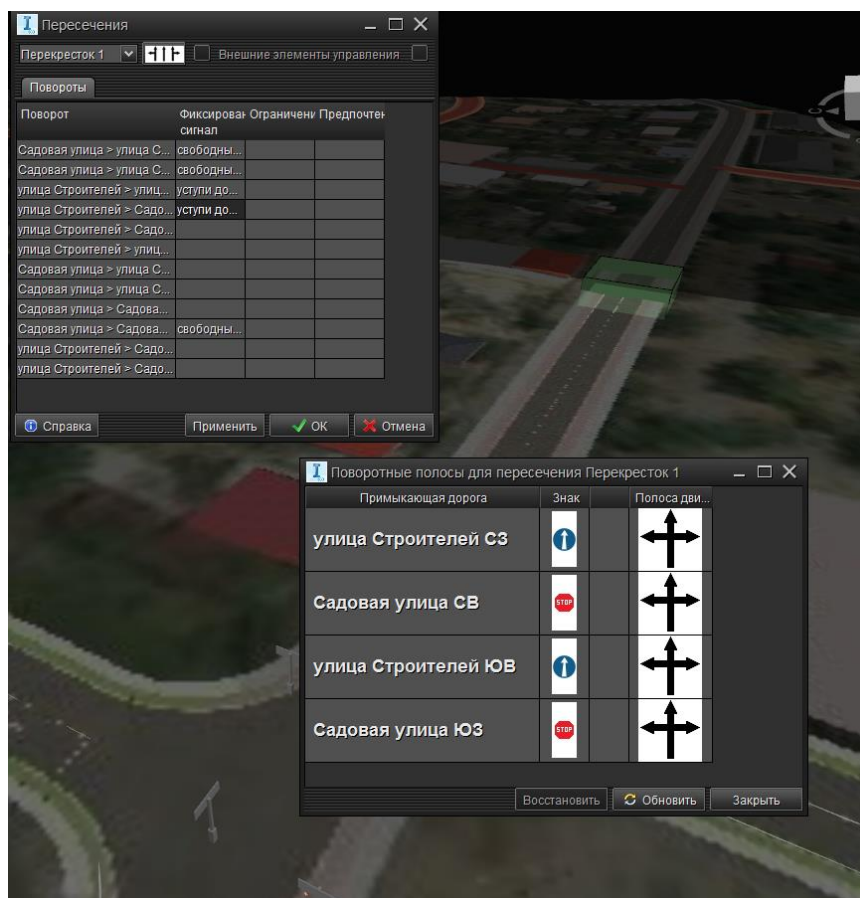 Пересечения
Перекресток 1 Внешние элементы управления
Повороты
Поворот Фиксирован Ограничени Предпочтен
сигнал
Садовая улица > улица С... свободны...
Садовая улица > улица С... свободны...
улица Строителей > улиц... уступи до...
улица Строителей > Садо... уступи до...
улица Строителей > Садо...
улица Строителей > улиц...
Садовая улица > улица С...
Садовая улица > улица С...
Садовая улица > Садова...
Садовая улица > Садова... свободны...
улица Строителей > Садо...
улица Строителей > Садо...
Справка Применить ОК Отмена
Поворотные полосы для пересечения Перекресток 1
Примыкающая дорога Знак Полоса дви...
улица Строителей СЗ
Садовая улица СВ STOP
улица Строителей ЮВ
Садовая улица ЮЗ STOP
Восстановить Обновить Закрыть